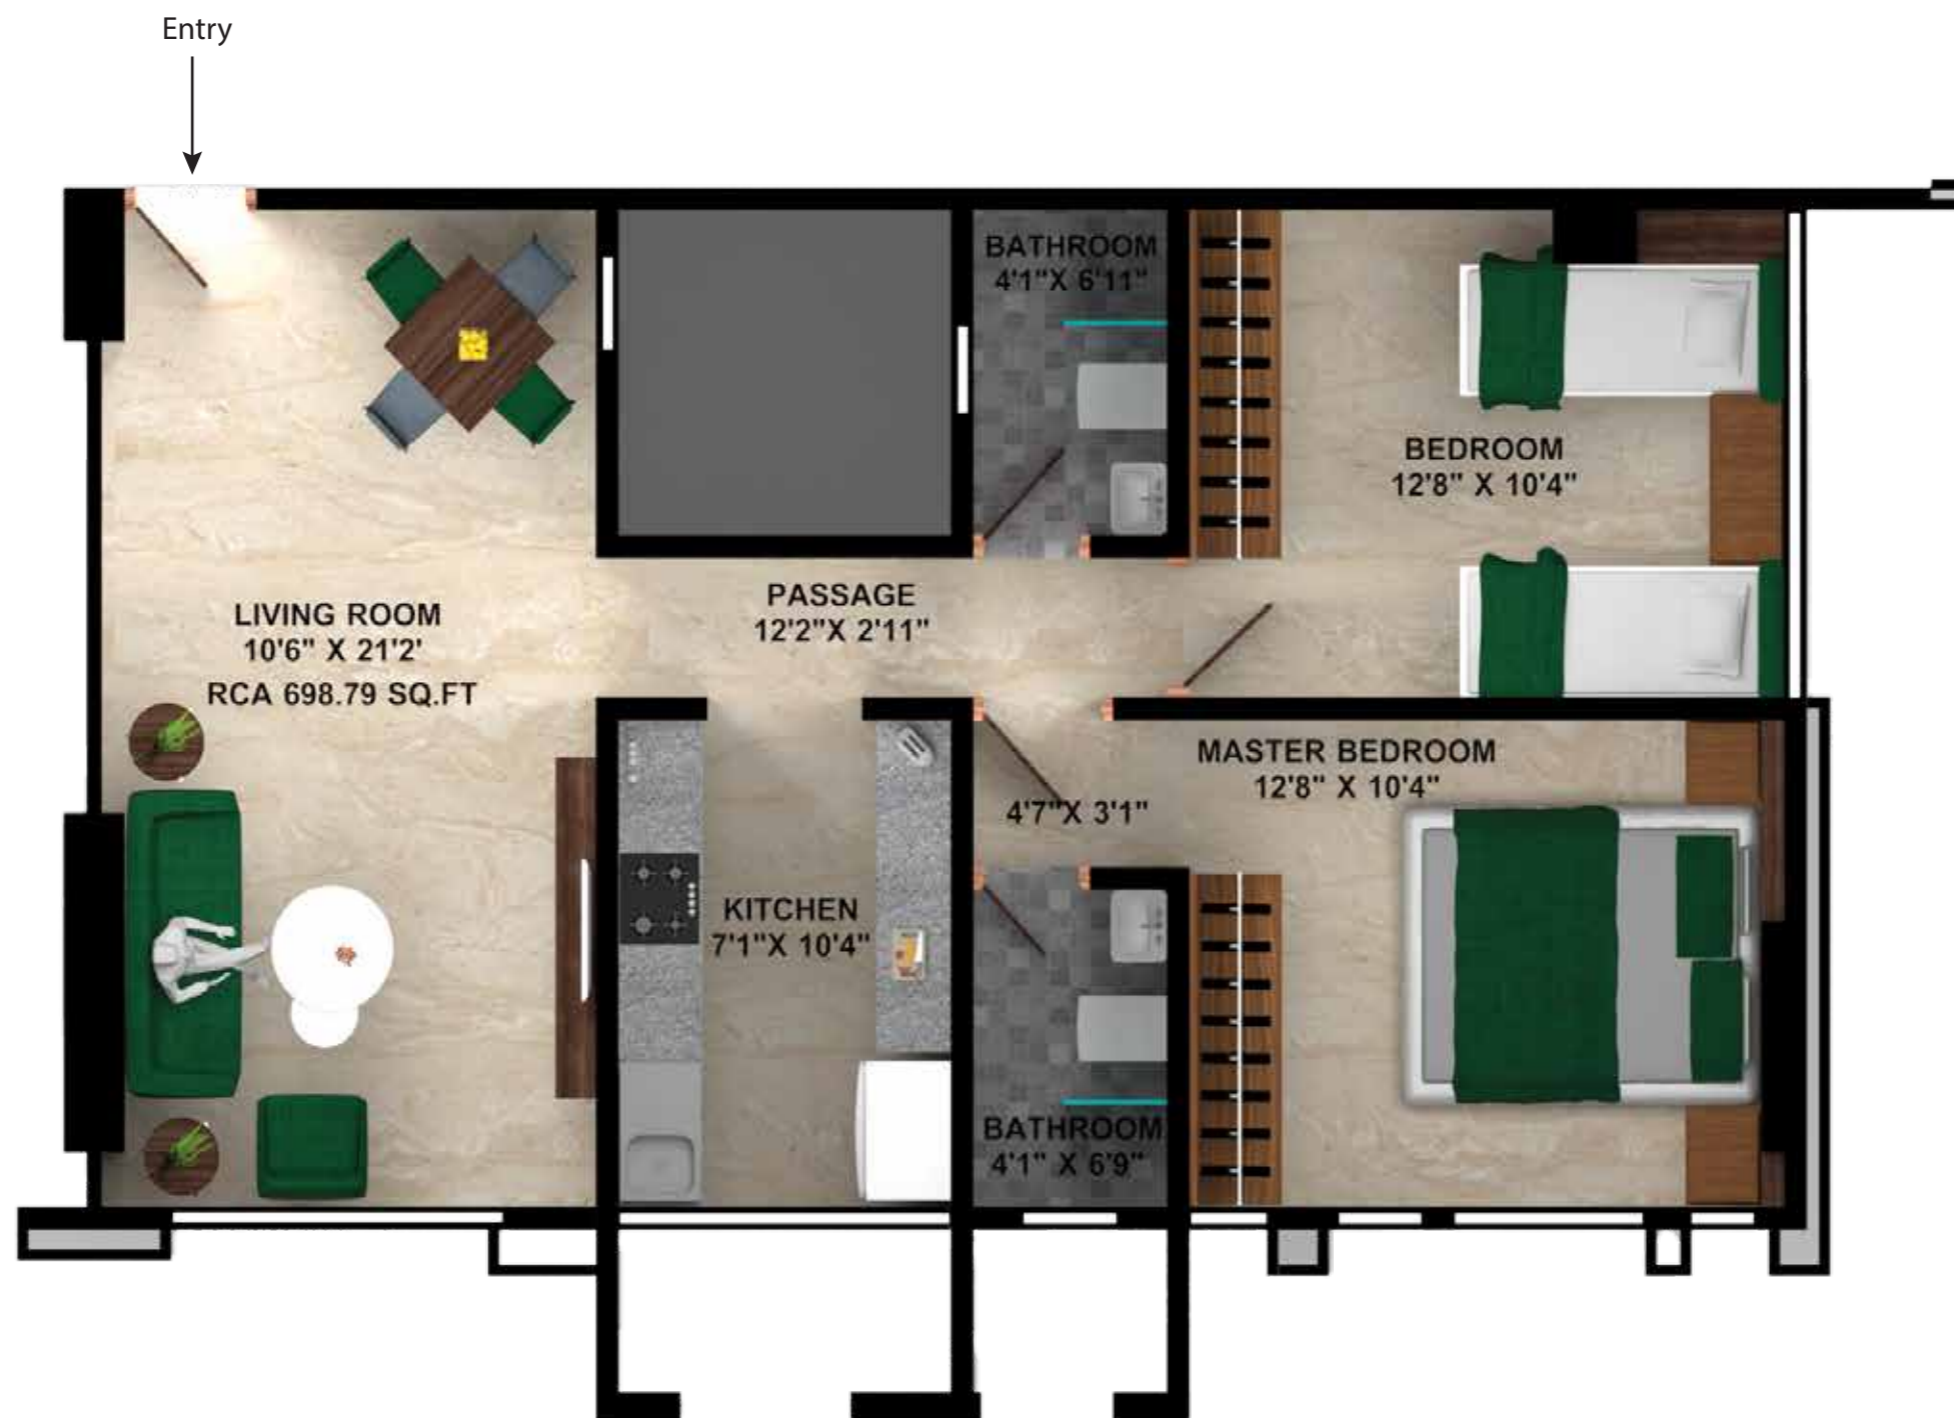 Entry
BATHROOM
4'1"X 6'11"
BEDROOM
12'8" X 10'4"
PASSAGE
12'2"X 2'11"
LIVING ROOM
10'6" X 21'2'
RCA 698.79 SQ.FT
MASTER BEDROOM
12'8" X 10'4"
4'7"X 3'1"
KITCHEN
7'1"X 10'4"
BATHROOM
4'1" X 6'9"